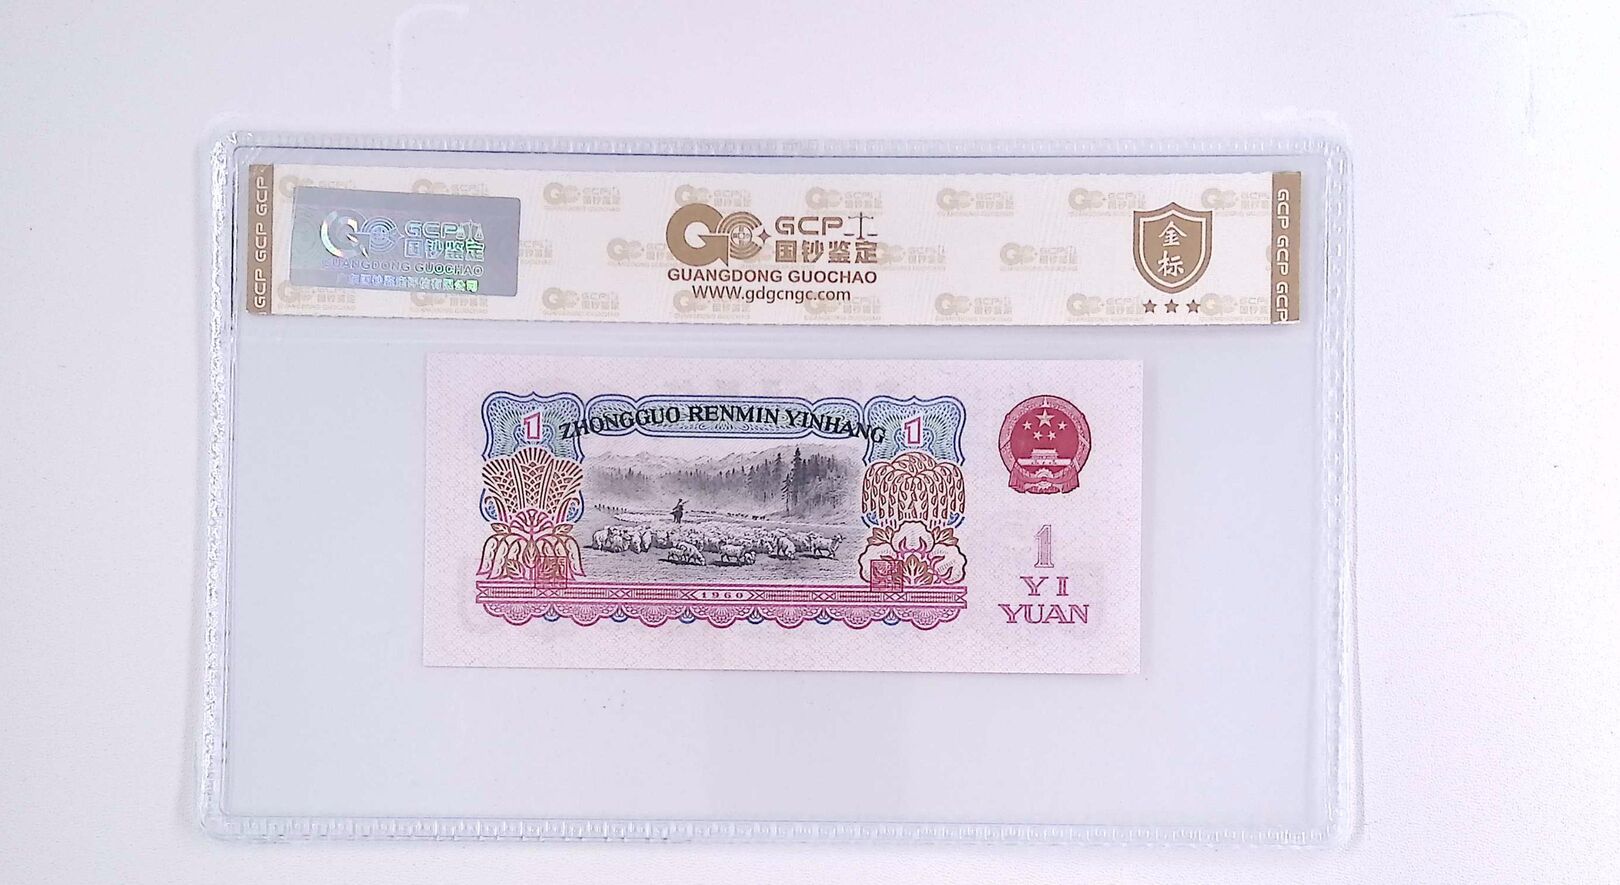 GCP GCP GCP
GCP
国钞鉴定
GUANGDONG GUOCHAO
GCP
国钞鉴定
GUANGDONG GUOCHAO
WWW.gdgcngc.com
金
标
GCP GCP GCP
1
ZHONGGUO RENMIN YINHANG
1
1960
1
YI
YUAN